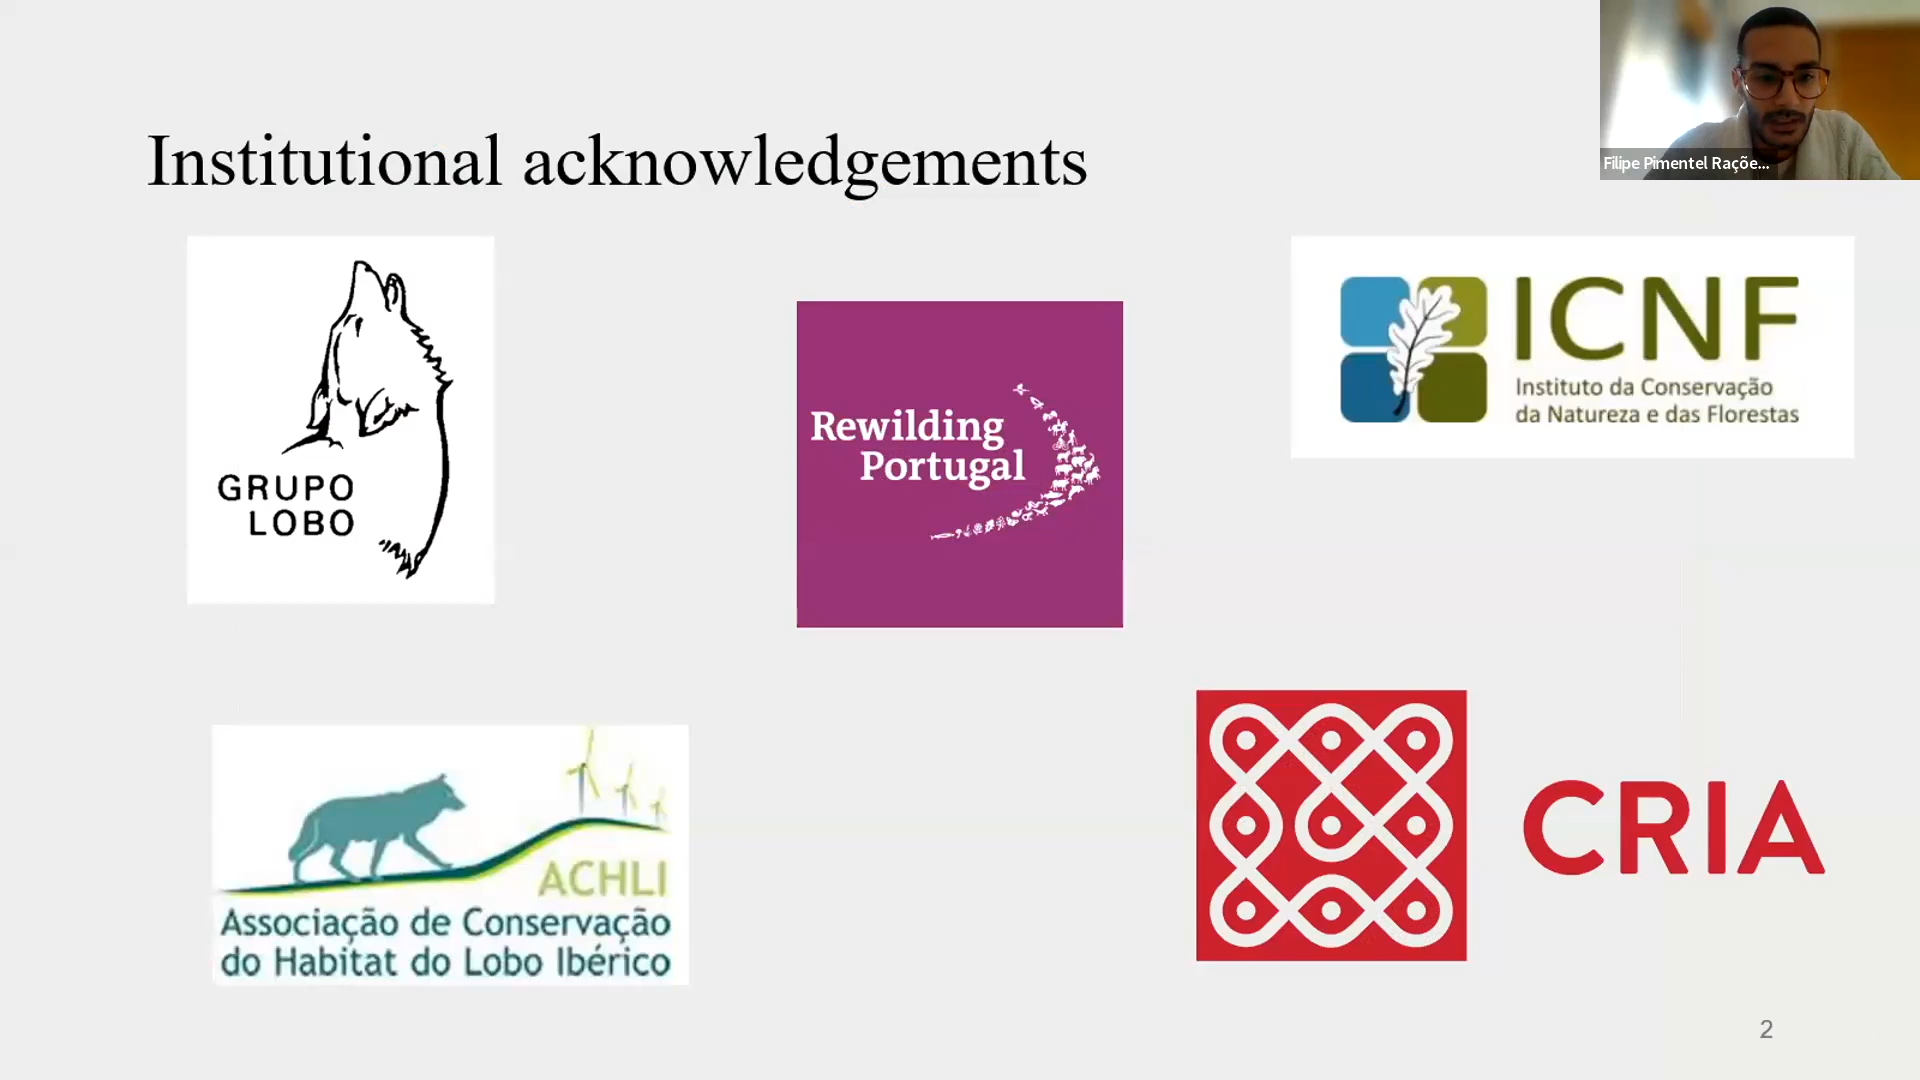 Filipe Pimentel Raçõe...
Institutional acknowledgements
GRUPO
LOBO
Rewilding
Portugal
ICNF
Instituto da Conservação
da Natureza e das Florestas
ACHLI
Associação de Conservação
do Habitat do Lobo Ibérico
CRIA
2